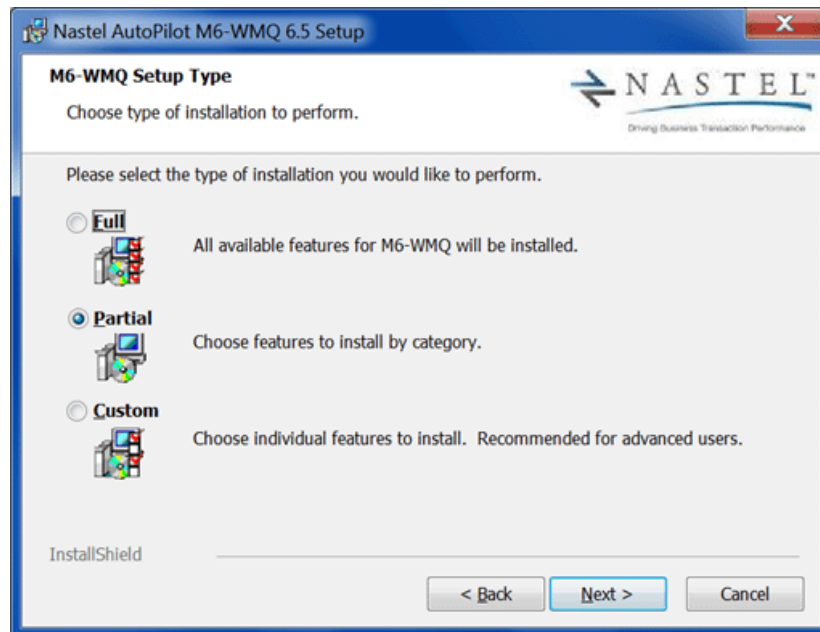 Nastel AutoPilot M6-WMQ 6.5 Setup
M6-WMQ Setup Type
Choose type of installation to perform.
NASTEL™
Driving Business Transaction Performance
Please select the type of installation you would like to perform.
Full
All available features for M6-WMQ will be installed.
Partial
Choose features to install by category.
Custom
Choose individual features to install.  Recommended for advanced users.
InstallShield
< Back
Next >
Cancel